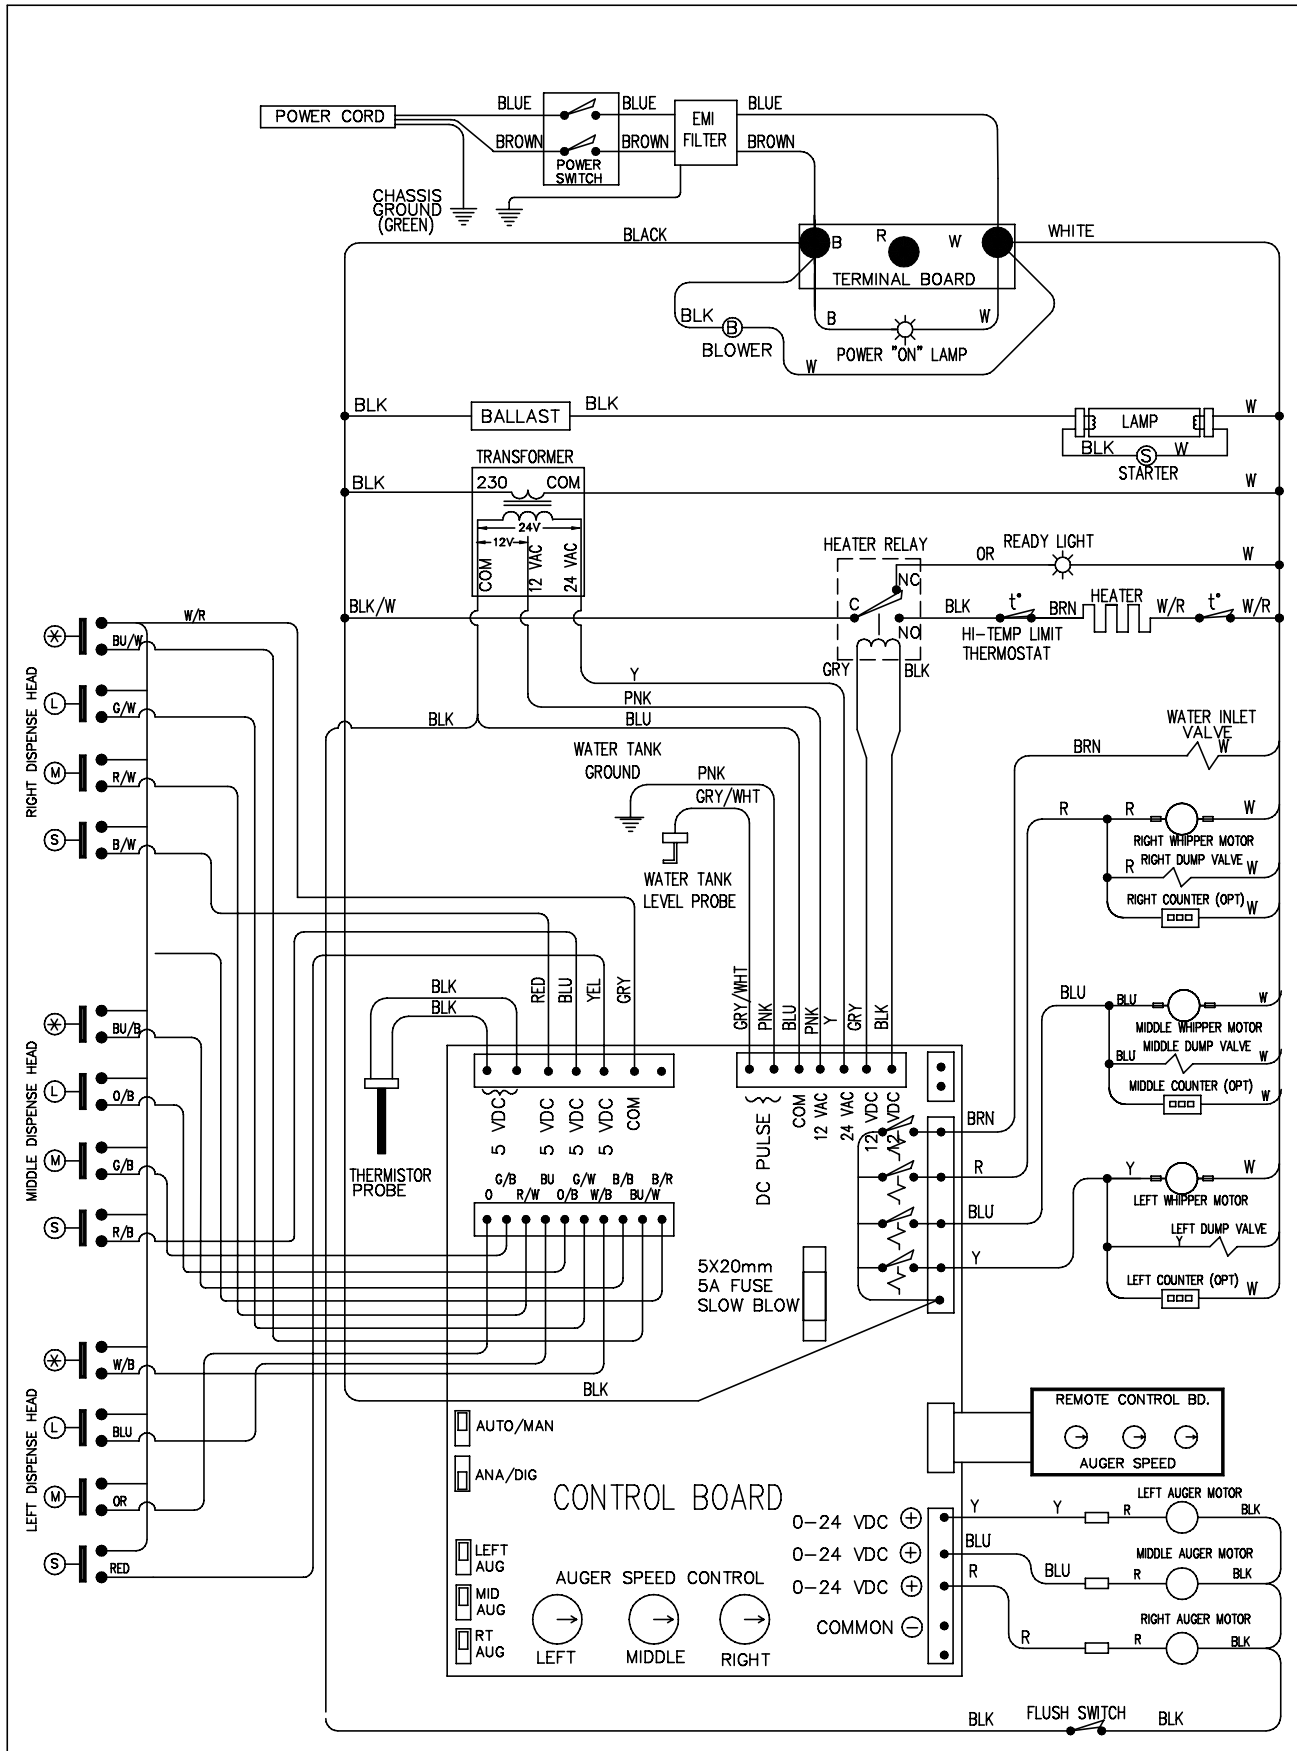 BLUE
BLUE
BLUE
POWER CORD
EMI
FILTER
BROWN
BROWN
BROWN
POWER
SWITCH
CHASSIS
GROUND
(GREEN)
BLACK
B
R
W
WHITE
TERMINAL BOARD
BLK
B
BLOWER
B
W
POWER "ON" LAMP
W
BLK
BALLAST
BLK
LAMP
W
BLK
S
W
STARTER
TRANSFORMER
BLK
230
COM
W
24V
12V
COM
12 VAC
24 VAC
HEATER RELAY
OR
READY LIGHT
W
NC
BLK/W
C
NO
BLK
t°
BRN
HEATER
W/R
t°
W/R
HI-TEMP LIMIT
THERMOSTAT
GRY
BLK
Y
PNK
BLK
BLU
WATER TANK
GROUND
PNK
GRY/WHT
WATER TANK
LEVEL PROBE
BRN
WATER INLET
VALVE
W
R
R
W
RIGHT WHIPPER MOTOR
R
RIGHT DUMP VALVE
W
RIGHT COUNTER (OPT)
W
BLU
BLU
W
MIDDLE WHIPPER MOTOR
MIDDLE DUMP VALVE
BLU
W
MIDDLE COUNTER (OPT)
W
Y
W
LEFT WHIPPER MOTOR
LEFT DUMP VALVE
Y
LEFT COUNTER (OPT)
W
RIGHT DISPENSE HEAD
W/R
BU/W
L
G/W
M
R/W
S
B/W
MIDDLE DISPENSE HEAD
BU/B
L
O/B
M
G/B
S
R/B
LEFT DISPENSE HEAD
W/B
L
BLU
M
OR
S
RED
BLK
BLK
THERMISTOR
PROBE
RED
BLU
YEL
GRY
GRY/WHT
PNK
BLU
PNK
Y
GRY
BLK
5 VDC
5 VDC
5 VDC
5 VDC
COM
DC PULSE
COM
12 VAC
24 VAC
12 VDC
12 VDC
G/B
BU
G/W
B/B
B/R
O
R/W
O/B
W/B
BU/W
BRN
R
BLU
Y
5X20mm
5A FUSE
SLOW BLOW
BLK
AUTO/MAN
ANA/DIG
CONTROL BOARD
LEFT
AUG
MID
AUG
RT
AUG
AUGER SPEED CONTROL
LEFT
MIDDLE
RIGHT
0-24 VDC
0-24 VDC
0-24 VDC
COMMON
REMOTE CONTROL BD.
AUGER SPEED
LEFT AUGER MOTOR
Y
Y
R
BLK
MIDDLE AUGER MOTOR
BLU
BLU
R
BLK
RIGHT AUGER MOTOR
R
R
R
BLK
BLK
FLUSH SWITCH
BLK